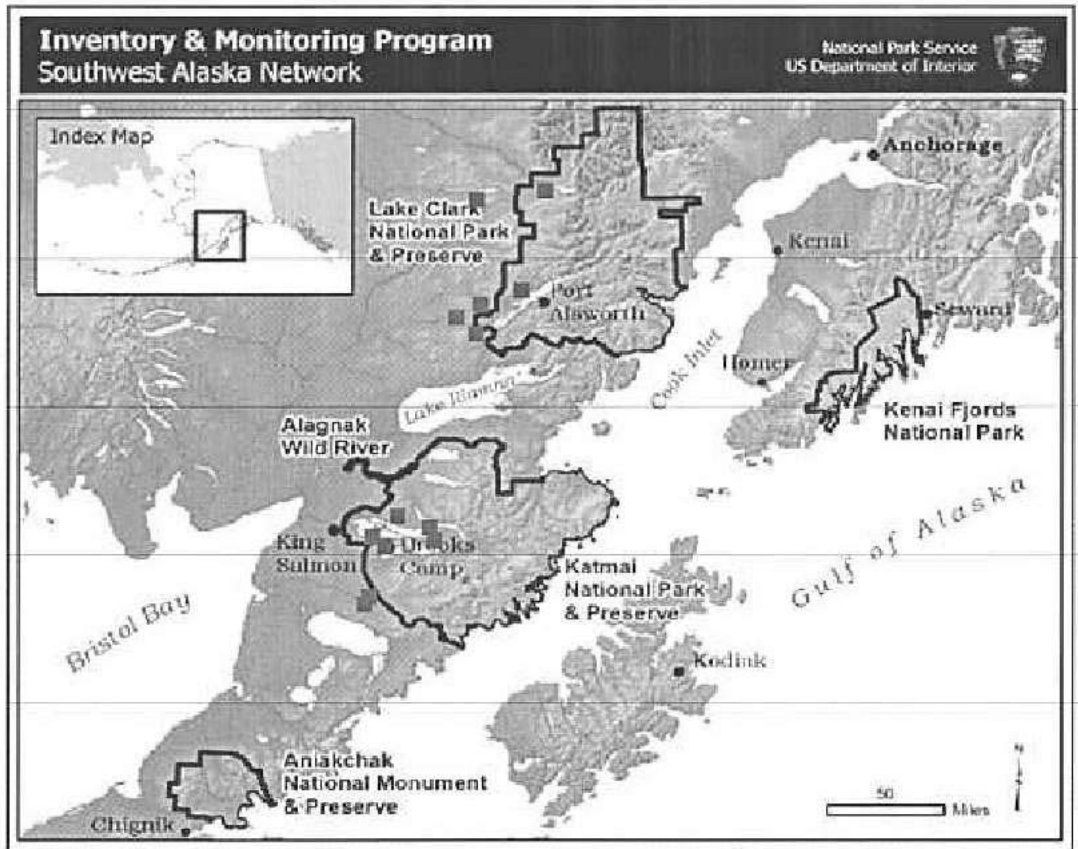 Inventory & Monitoring Program
Southwest Alaska Network
National Park Service
US Department of Interior
Index Map
Anchorage
Lake Clark
National Park
& Preserve
Kenai
Port
Alsworth
Seward
Cook Inlet
Homer
Lake Iliamna
Kenai Fjords
National Park
Alagnak
Wild River
Gulf of Alaska
King
Salmon
Brooks
Camp
Katmai
National Park
& Preserve
Bristol Bay
Kodiak
Aniakchak
National Monument
& Preserve
Chignik
50
Miles
N